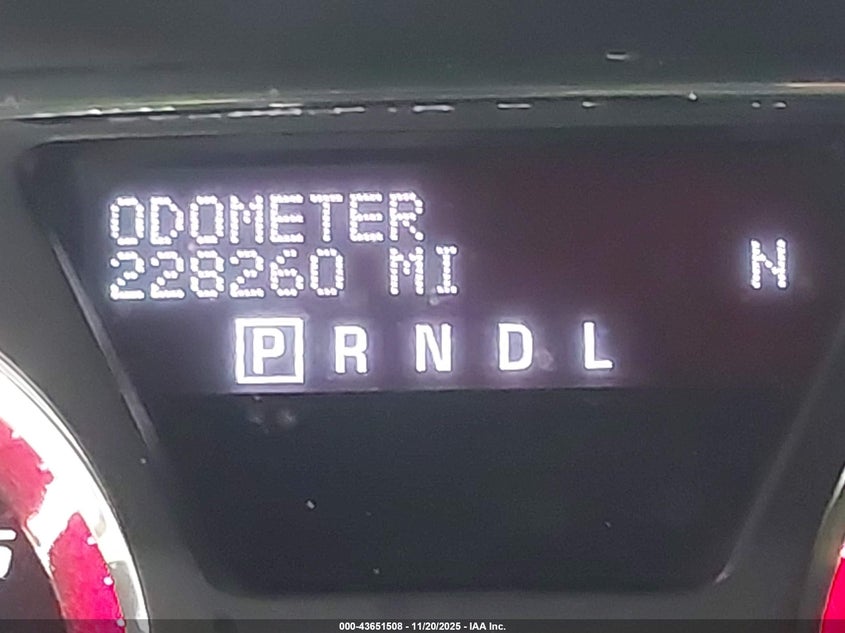 ODOMETER
228260 MI N
P R N D L
000-43651508 - 11/20/2025 - IAA Inc.